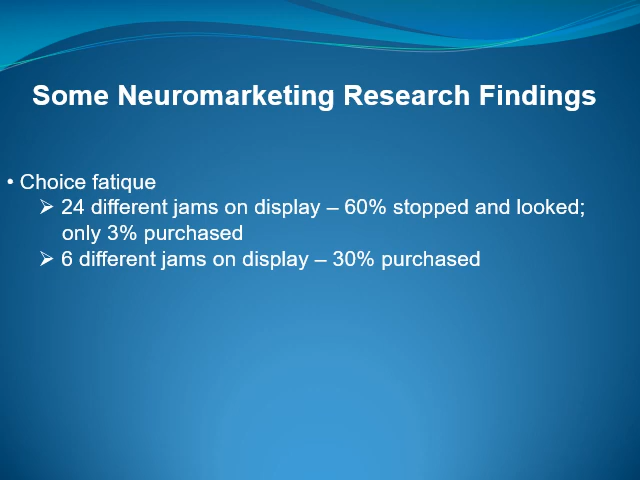 Some Neuromarketing Research Findings
• Choice fatique
➢ 24 different jams on display – 60% stopped and looked;
only 3% purchased
➢ 6 different jams on display – 30% purchased